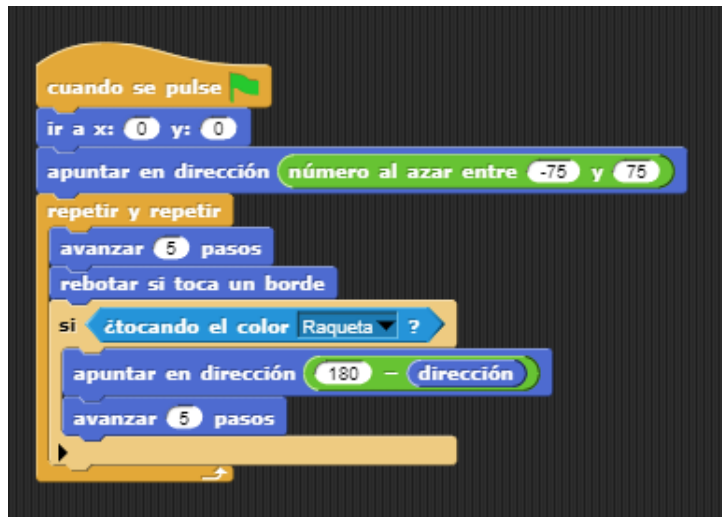 cuando se pulse
ir a x: 0 y: 0
apuntar en dirección número al azar entre -75 y 75
repetir y repetir
avanzar 5 pasos
rebotar si toca un borde
si ¿tocando el color Raqueta ?
apuntar en dirección 180 - dirección
avanzar 5 pasos